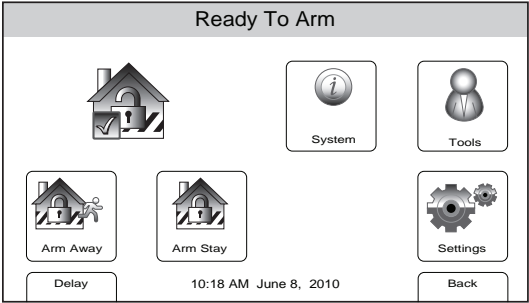 Ready To Arm
i
System
Tools
Arm Away
Arm Stay
Settings
Delay
10:18 AM June 8, 2010
Back